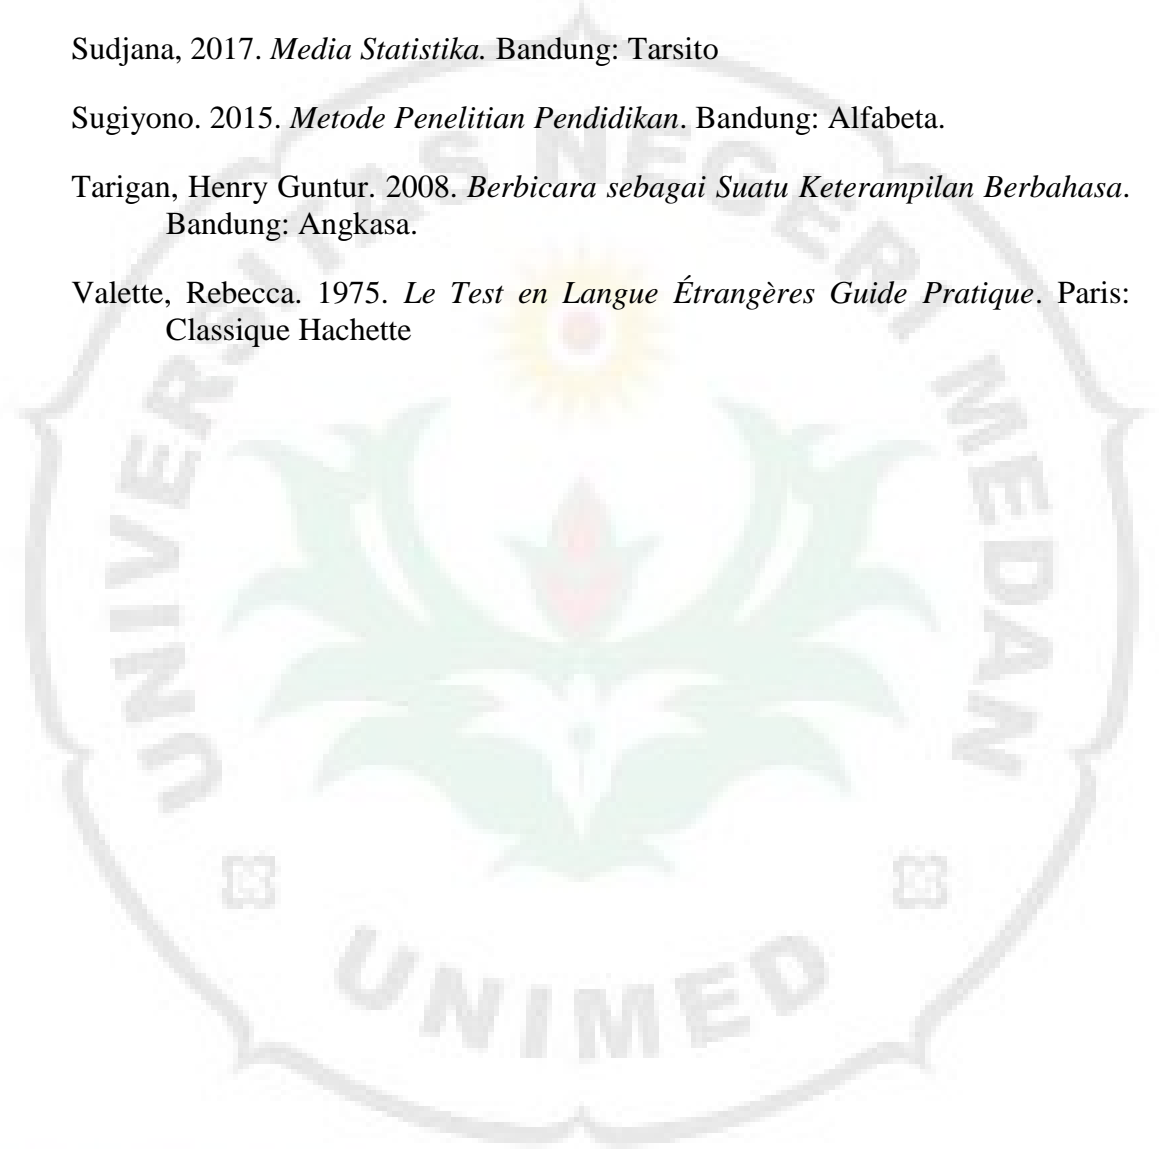 Sudjana, 2017. Media Statistika. Bandung: Tarsito
Sugiyono. 2015. Metode Penelitian Pendidikan. Bandung: Alfabeta.
Tarigan, Henry Guntur. 2008. Berbicara sebagai Suatu Keterampilan Berbahasa.
Bandung: Angkasa.
Valette, Rebecca. 1975. Le Test en Langue Étrangères Guide Pratique. Paris:
Classique Hachette
UNIVERSITAS NEGERI MEDAN
UNIMED